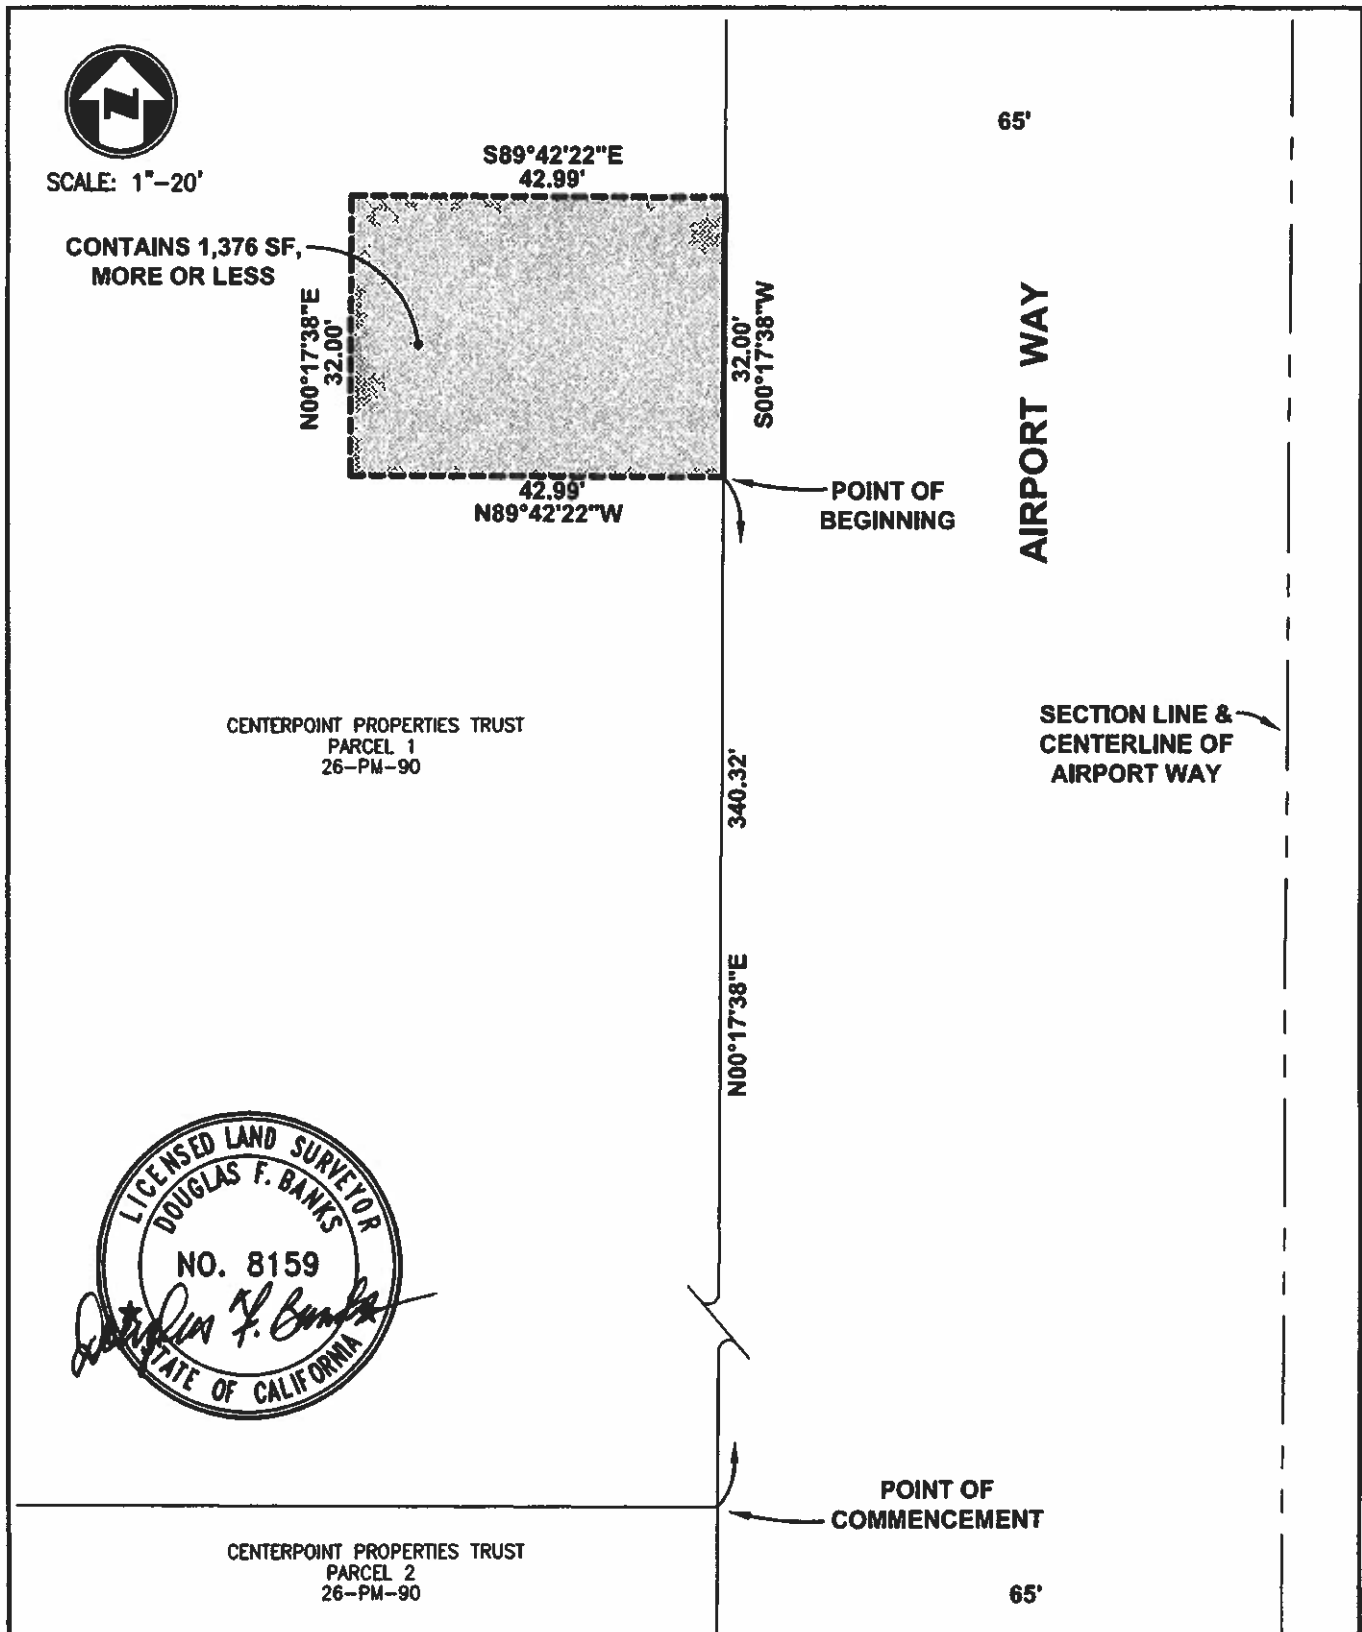 N
SCALE: 1"-20'
65'
S89°42'22"E
42.99'
CONTAINS 1,376 SF,
MORE OR LESS
N00°17'38"E
32.00'
32.00'
S00°17'38"W
AIRPORT WAY
42.99'
N89°42'22"W
POINT OF
BEGINNING
CENTERPOINT PROPERTIES TRUST
PARCEL 1
26-PM-90
340.32'
SECTION LINE &
CENTERLINE OF
AIRPORT WAY
N00°17'38"E
LICENSED LAND SURVEYOR
DOUGLAS F. BANKS
NO. 8159
Douglas F. Banks
STATE OF CALIFORNIA
POINT OF
COMMENCEMENT
CENTERPOINT PROPERTIES TRUST
PARCEL 2
26-PM-90
65'